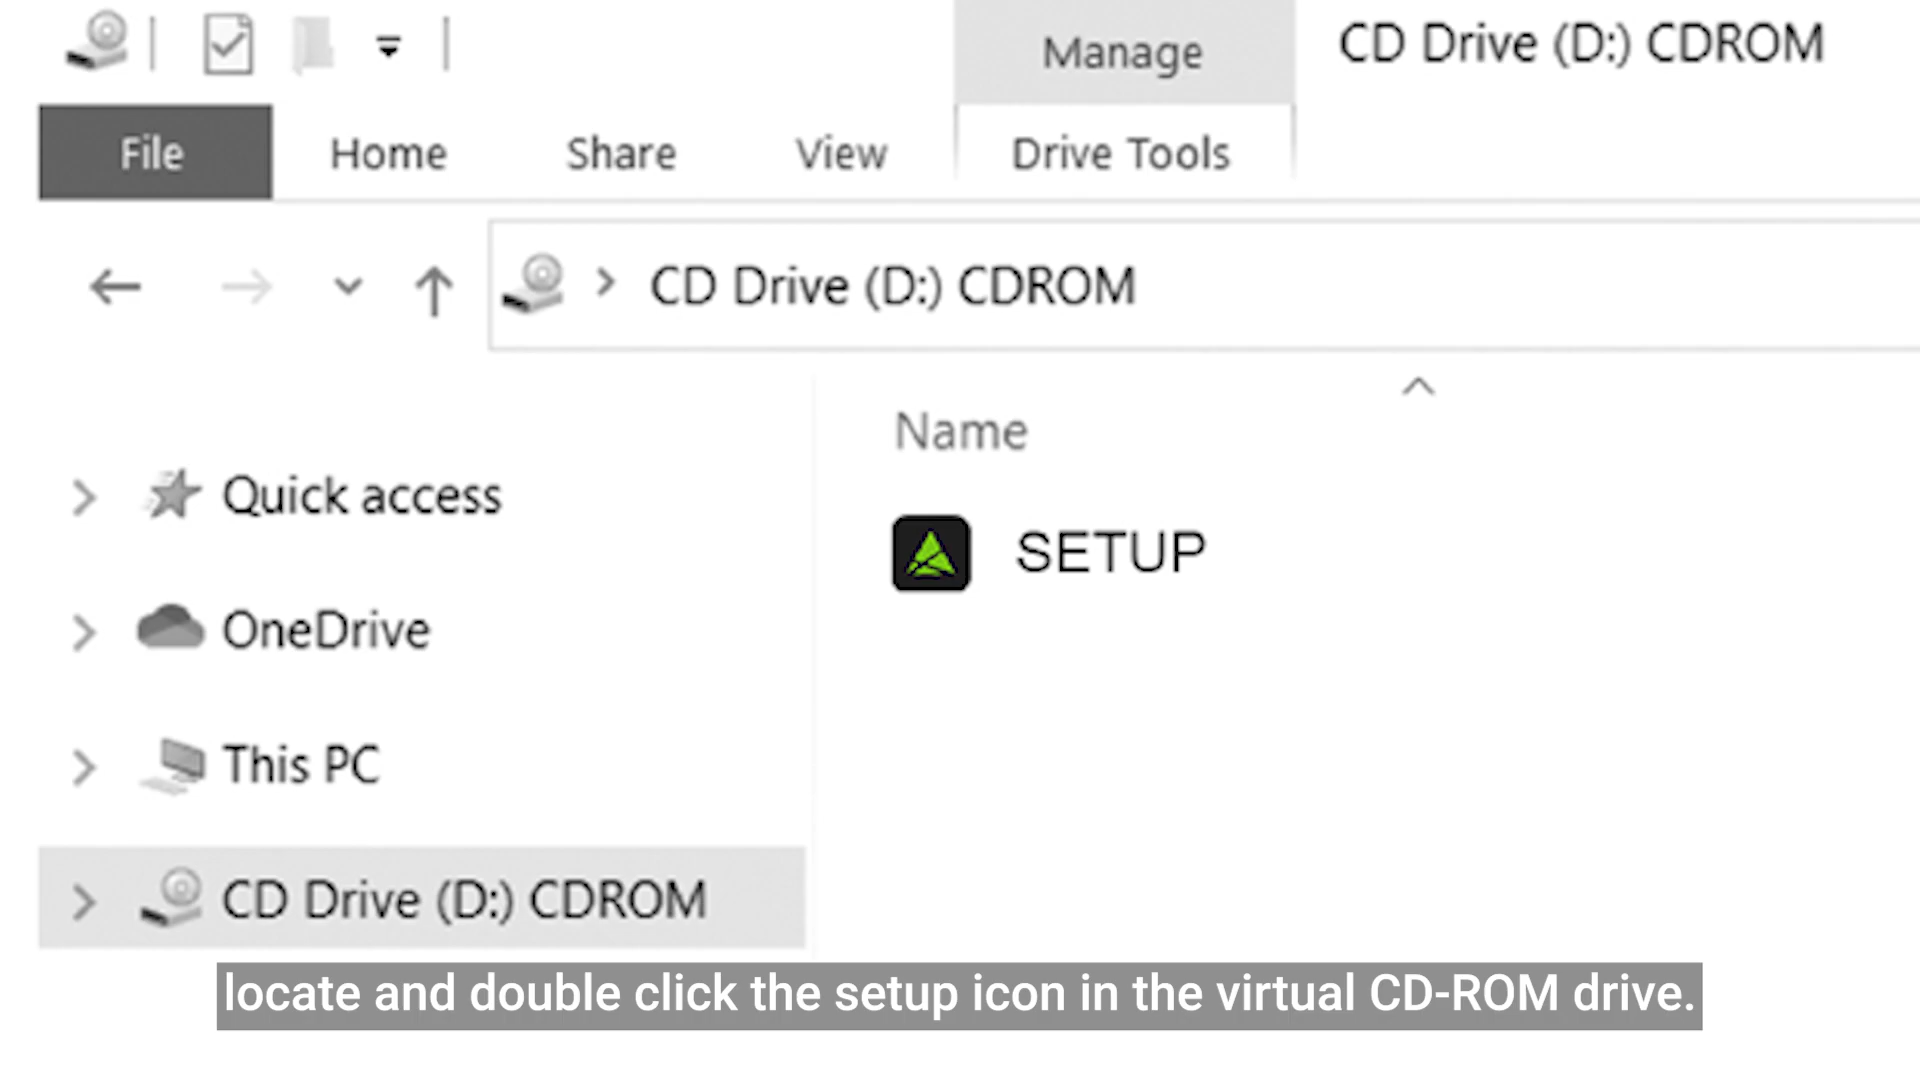 Manage
CD Drive (D:) CDROM
File
Home
Share
View
Drive Tools
CD Drive (D:) CDROM
Name
Quick access
SETUP
OneDrive
This PC
CD Drive (D:) CDROM
locate and double click the setup icon in the virtual CD-ROM drive.